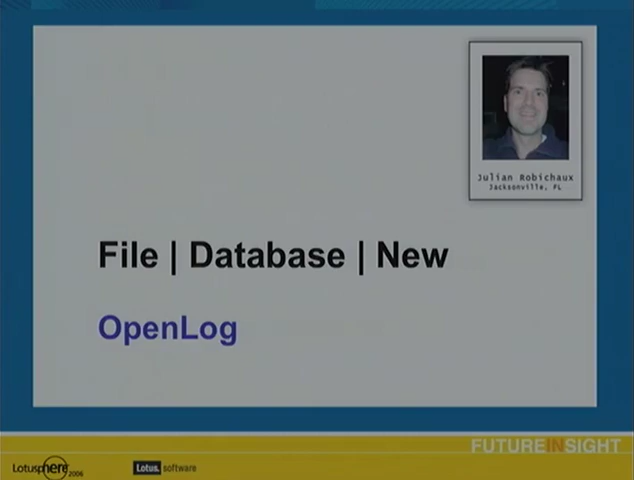 Julian Robichaux
Jacksonville, FL
File | Database | New
OpenLog
FUTUREINSIGHT
Lotusphere 2006
Lotus. software